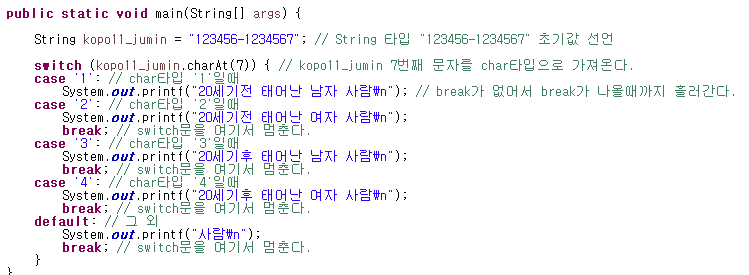 public static void main(String[] args) {
String kopo11_jumin = "123456-1234567"; // String 타입 "123456-1234567" 초기값 선언
switch (kopo11_jumin.charAt(7)) { // kopo11_jumin 7번째 문자를 char타입으로 가져온다.
case '1': // char타입 '1'일때
System.out.printf("20세기전 태어난 남자 사람₩n"); // break가 없어서 break가 나올때까지 흘러간다.
case '2': // char타입 '2'일때
System.out.printf("20세기전 태어난 여자 사람₩n");
break; // switch문을 여기서 멈춘다.
case '3': // char타입 '3'일때
System.out.printf("20세기후 태어난 남자 사람₩n");
break; // switch문을 여기서 멈춘다.
case '4': // char타입 '4'일때
System.out.printf("20세기후 태어난 여자 사람₩n");
break; // switch문을 여기서 멈춘다.
default: // 그 외
System.out.printf("사람₩n");
break; // switch문을 여기서 멈춘다.
}
}